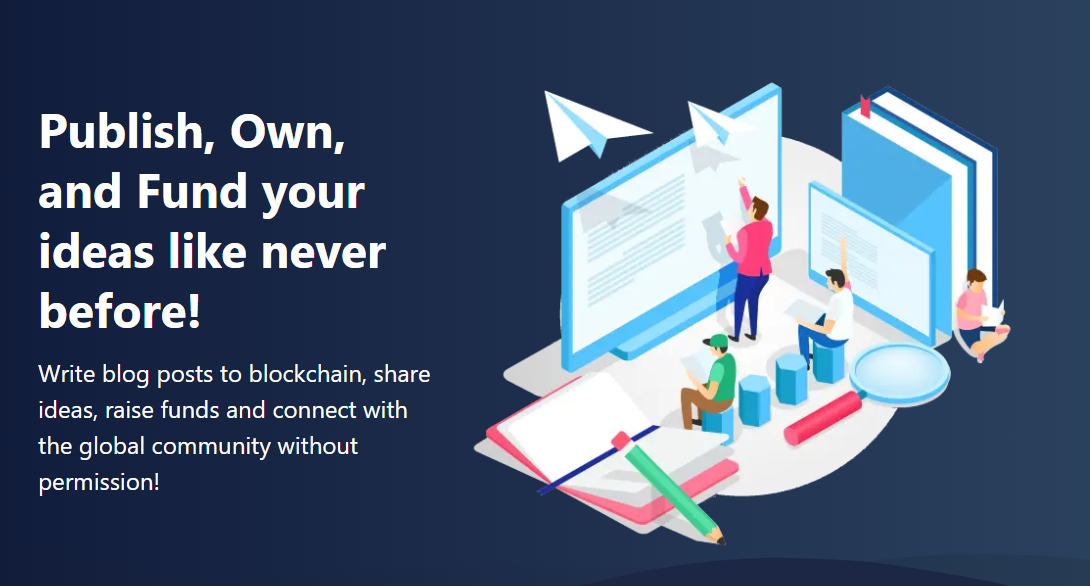 Publish, Own,
and Fund your
ideas like never
before!
Write blog posts to blockchain, share
ideas, raise funds and connect with
the global community without
permission!